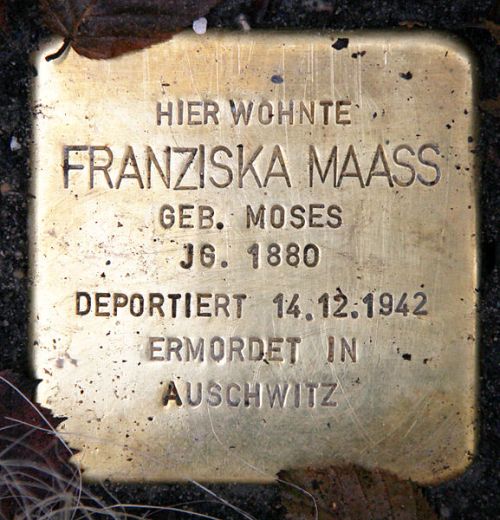 HIER WOHNTE
FRANZISKA MAASS
GEB. MOSES
JG. 1880
DEPORTIERT 14.12.1942
ERMORDET IN
AUSCHWITZ